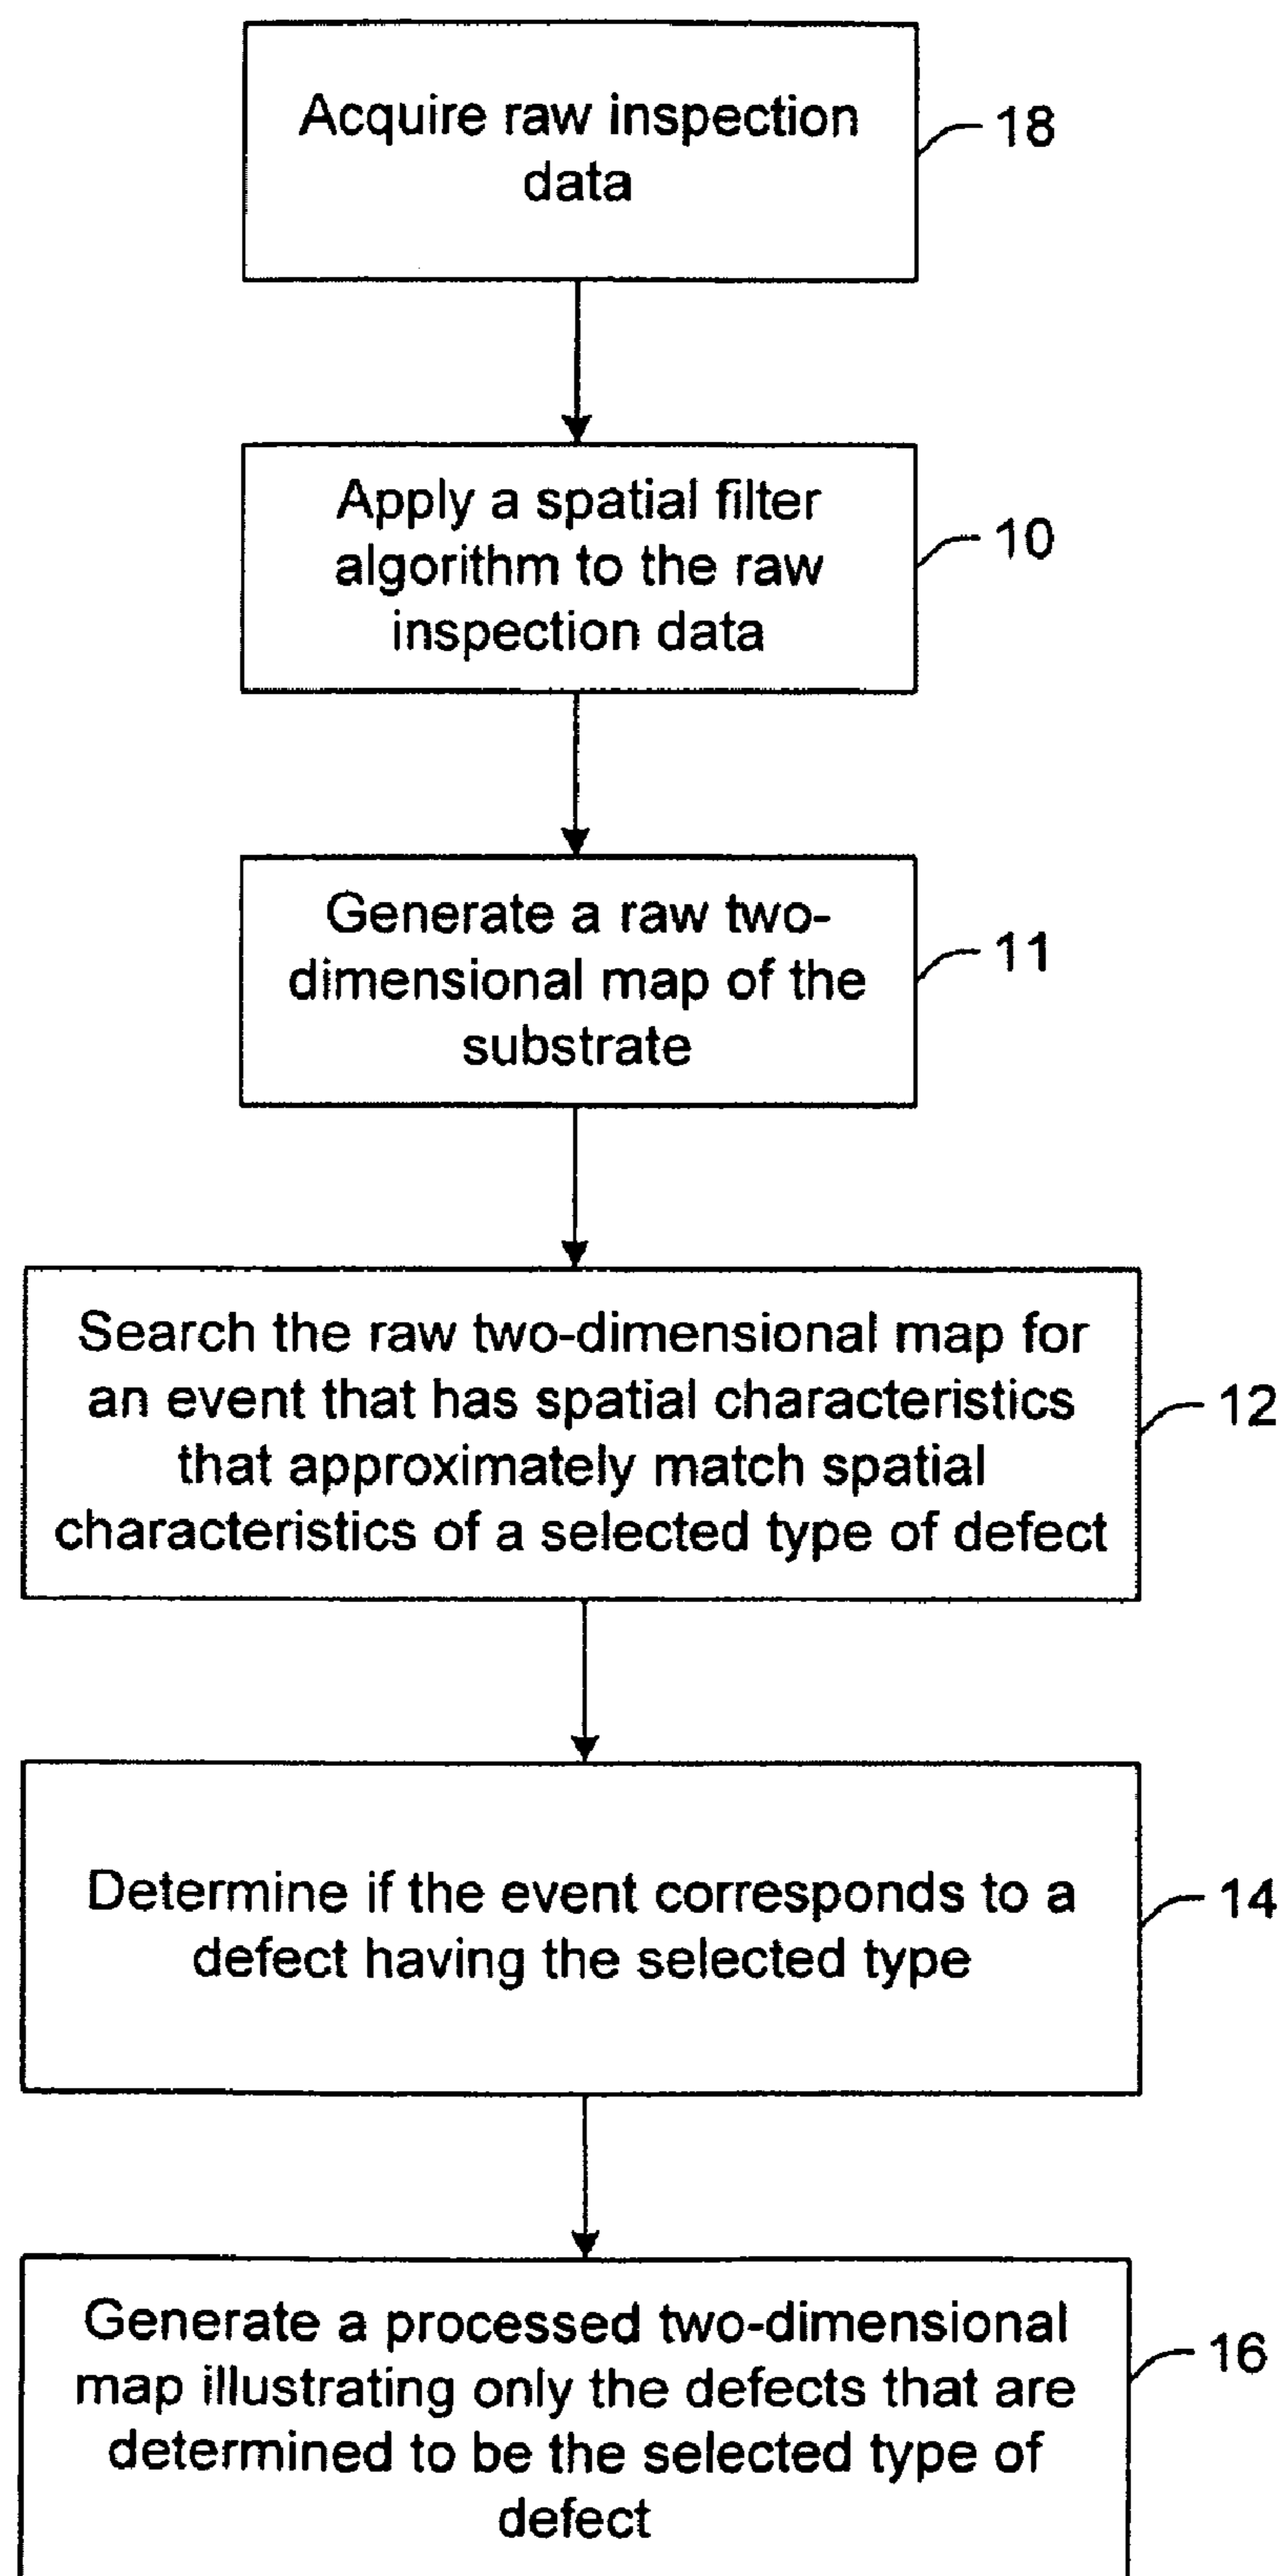 Acquire raw inspection
data
18
Apply a spatial filter
algorithm to the raw
inspection data
10
Generate a raw two-
dimensional map of the
substrate
11
Search the raw two-dimensional map for
an event that has spatial characteristics
that approximately match spatial
characteristics of a selected type of defect
12
Determine if the event corresponds to a
defect having the selected type
14
Generate a processed two-dimensional
map illustrating only the defects that are
determined to be the selected type of
defect
16